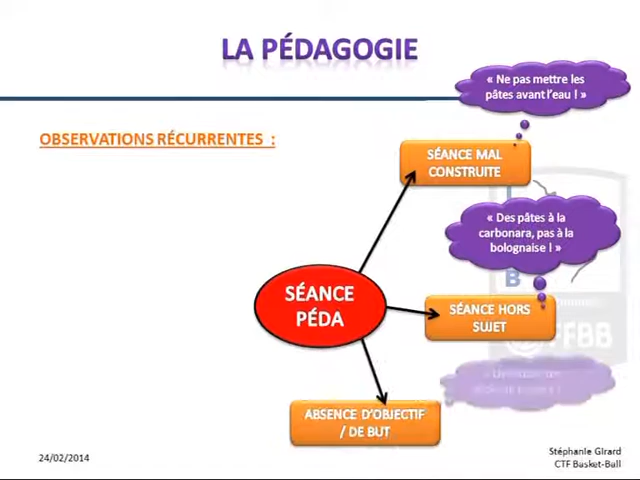 LA PÉDAGOGIE
« Ne pas mettre les
pâtes avant l'eau ! »
OBSERVATIONS RÉCURRENTES :
SÉANCE MAL
CONSTRUITE
« Des pâtes à la
carbonara, pas à la
bolognaise ! »
B
SÉANCE
PÉDA
SÉANCE HORS
SUJET
FFBB
ABSENCE D'OBJECTIF
/ DE BUT
24/02/2014
Stéphanie Girard
CTF Basket-Ball